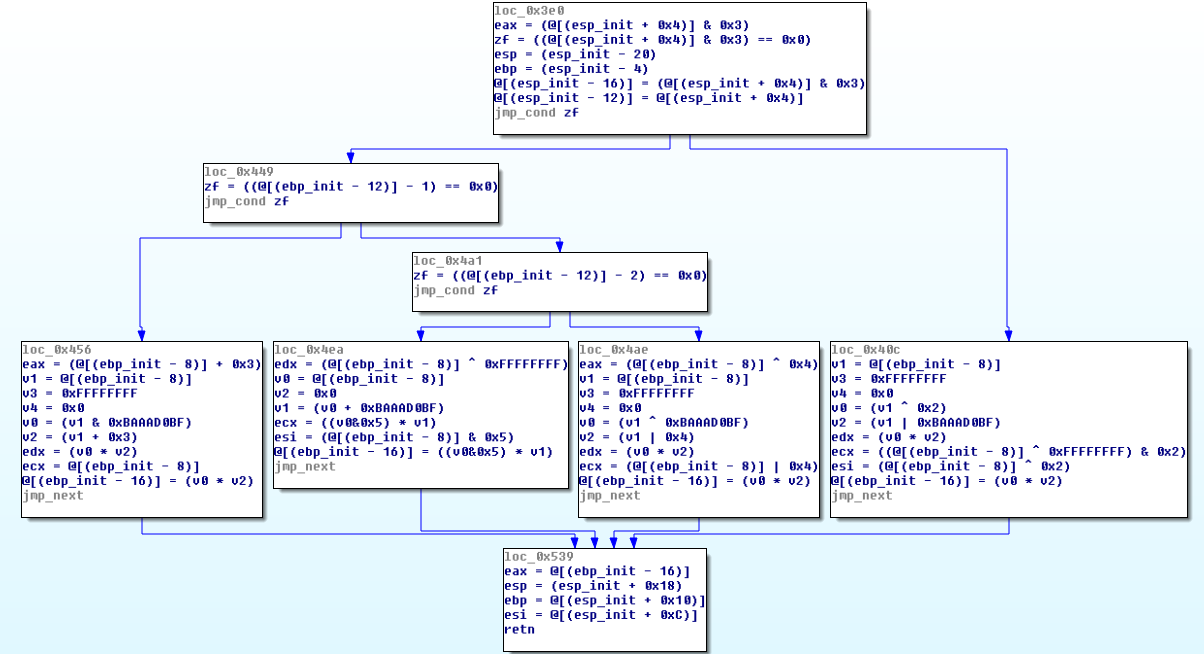 loc_0x3e0
eax = (@[(esp_init + 0x4)] & 0x3)
zf = ((@[(esp_init + 0x4)] & 0x3) == 0x0)
esp = (esp_init - 20)
ebp = (esp_init - 4)
@[(esp_init - 16)] = (@[(esp_init + 0x4)] & 0x3)
@[(esp_init - 12)] = @[(esp_init + 0x4)]
jmp_cond zf
loc_0x449
zf = ((@[(ebp_init - 12)] - 1) == 0x0)
jmp_cond zf
loc_0x4a1
zf = ((@[(ebp_init - 12)] - 2) == 0x0)
jmp_cond zf
loc_0x456
eax = (@[(ebp_init - 8)] + 0x3)
v1 = @[(ebp_init - 8)]
v3 = 0xFFFFFFFF
v4 = 0x0
v0 = (v1 & 0xBAAAD0BF)
v2 = (v1 + 0x3)
edx = (v0 * v2)
ecx = @[(ebp_init - 8)]
@[(ebp_init - 16)] = (v0 * v2)
jmp_next
loc_0x4ea
edx = (@[(ebp_init - 8)] ^ 0xFFFFFFFF)
v0 = @[(ebp_init - 8)]
v2 = 0x0
v1 = (v0 + 0xBAAAD0BF)
ecx = ((v0&0x5) * v1)
esi = (@[(ebp_init - 8)] & 0x5)
@[(ebp_init - 16)] = ((v0&0x5) * v1)
jmp_next
loc_0x4ae
eax = (@[(ebp_init - 8)] ^ 0x4)
v1 = @[(ebp_init - 8)]
v3 = 0xFFFFFFFF
v4 = 0x0
v0 = (v1 ^ 0xBAAAD0BF)
v2 = (v1 | 0x4)
edx = (v0 * v2)
ecx = (@[(ebp_init - 8)] | 0x4)
@[(ebp_init - 16)] = (v0 * v2)
jmp_next
loc_0x40c
v1 = @[(ebp_init - 8)]
v3 = 0xFFFFFFFF
v4 = 0x0
v0 = (v1 ^ 0x2)
v2 = (v1 | 0xBAAAD0BF)
edx = (v0 * v2)
ecx = ((@[(ebp_init - 8)] ^ 0xFFFFFFFF) & 0x2)
esi = (@[(ebp_init - 8)] ^ 0x2)
@[(ebp_init - 16)] = (v0 * v2)
jmp_next
loc_0x539
eax = @[(ebp_init - 16)]
esp = (esp_init + 0x18)
ebp = @[(esp_init + 0x10)]
esi = @[(esp_init + 0xC)]
retn